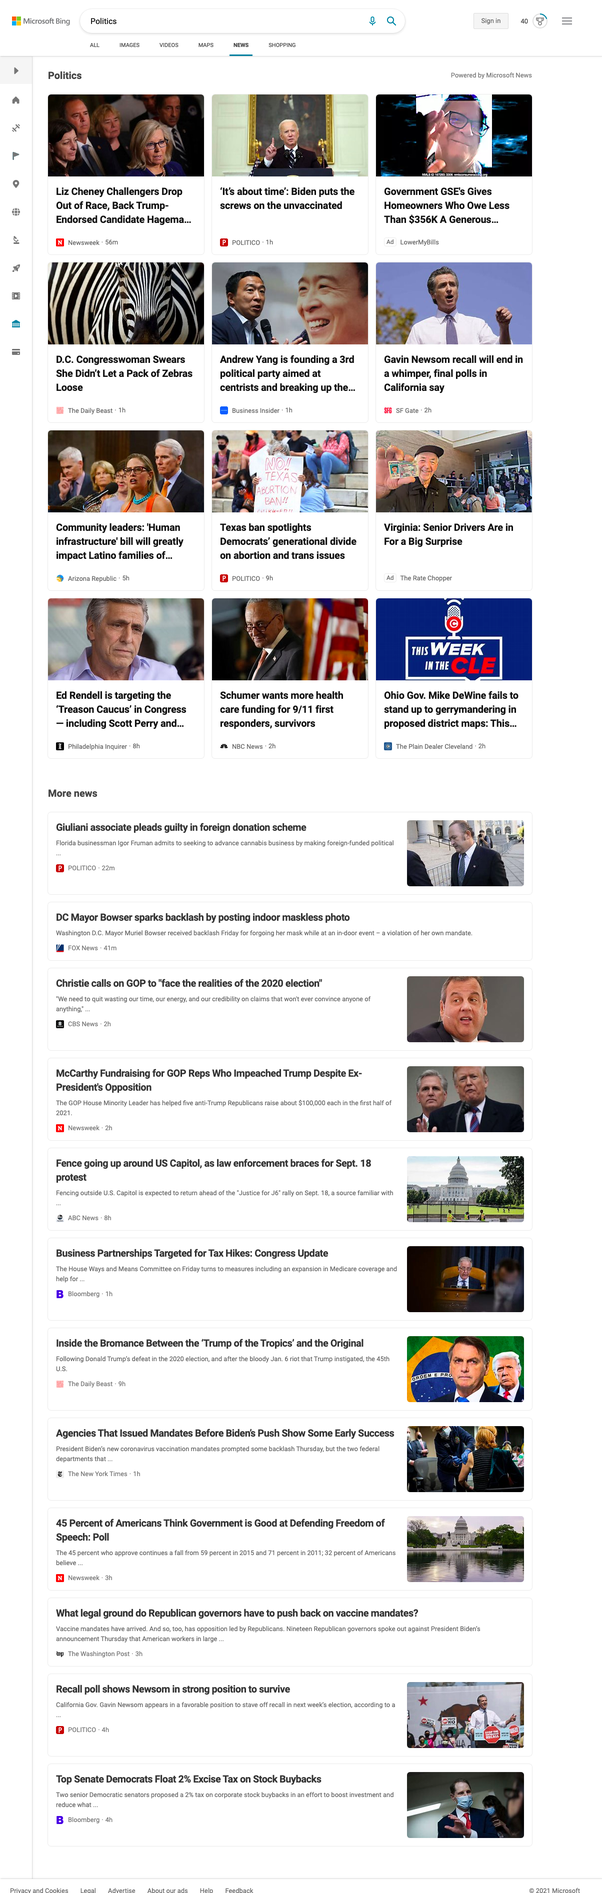 Microsoft Bing
Politics
Sign in
40
ALL IMAGES VIDEOS MAPS NEWS SHOPPING
Politics
Powered by Microsoft News
Liz Cheney Challengers Drop
Out of Race, Back Trump-
Endorsed Candidate Hagema...
Newsweek · 56m
‘It’s about time’: Biden puts the
screws on the unvaccinated
POLITICO · 1h
Government GSE's Gives
Homeowners Who Owe Less
Than $356K A Generous...
Ad LowerMyBills
D.C. Congresswoman Swears
She Didn’t Let a Pack of Zebras
Loose
The Daily Beast · 1h
Andrew Yang is founding a 3rd
political party aimed at
centrists and breaking up the...
Business Insider · 1h
Gavin Newsom recall will end in
a whimper, final polls in
California say
SF Gate · 2h
Community leaders: 'Human
infrastructure' bill will greatly
impact Latino families of...
Arizona Republic · 5h
NO!!
TEXAS
ABORTION
BAN!!
Texas ban spotlights
Democrats’ generational divide
on abortion and trans issues
POLITICO · 9h
Virginia: Senior Drivers Are in
For a Big Surprise
Ad The Rate Chopper
Ed Rendell is targeting the
‘Treason Caucus’ in Congress
— including Scott Perry and...
Philadelphia Inquirer · 8h
Schumer wants more health
care funding for 9/11 first
responders, survivors
NBC News · 2h
THIS WEEK
IN THE CLE
Ohio Gov. Mike DeWine fails to
stand up to gerrymandering in
proposed district maps: This...
The Plain Dealer Cleveland · 2h
More news
Giuliani associate pleads guilty in foreign donation scheme
Florida businessman Igor Fruman admits to seeking to advance cannabis business by making foreign-funded political
...
POLITICO · 22m
DC Mayor Bowser sparks backlash by posting indoor maskless photo
Washington D.C. Mayor Muriel Bowser received backlash Friday for forgoing her mask while at an in-door event – a violation of her own mandate.
FOX News · 41m
Christie calls on GOP to "face the realities of the 2020 election"
"We need to quit wasting our time, our energy, and our credibility on claims that won't ever convince anyone of
anything," ...
CBS News · 2h
McCarthy Fundraising for GOP Reps Who Impeached Trump Despite Ex-
President's Opposition
The GOP House Minority Leader has helped five anti-Trump Republicans raise about $100,000 each in the first half of
2021.
Newsweek · 2h
Fence going up around US Capitol, as law enforcement braces for Sept. 18
protest
Fencing outside U.S. Capitol is expected to return ahead of the "Justice for J6" rally on Sept. 18, a source familiar with
...
ABC News · 8h
Business Partnerships Targeted for Tax Hikes: Congress Update
The House Ways and Means Committee on Friday turns to measures including an expansion in Medicare coverage and
help for ...
Bloomberg · 1h
Inside the Bromance Between the ‘Trump of the Tropics’ and the Original
Following Donald Trump's defeat in the 2020 election, and after the bloody Jan. 6 riot that Trump instigated, the 45th
U.S.
The Daily Beast · 9h
Agencies That Issued Mandates Before Biden’s Push Show Some Early Success
President Biden's new coronavirus vaccination mandates prompted some backlash Thursday, but the two federal
departments that ...
The New York Times · 1h
45 Percent of Americans Think Government is Good at Defending Freedom of
Speech: Poll
The 45 percent who approve continues a fall from 59 percent in 2015 and 71 percent in 2011; 32 percent of Americans
believe ...
Newsweek · 3h
What legal ground do Republican governors have to push back on vaccine mandates?
Vaccine mandates have arrived. And so, too, has opposition led by Republicans. Nineteen Republican governors spoke out against President Biden's
announcement Thursday that American workers in large ...
The Washington Post · 3h
Recall poll shows Newsom in strong position to survive
California Gov. Gavin Newsom appears in a favorable position to stave off recall in next week's election, according to a
...
POLITICO · 4h
Top Senate Democrats Float 2% Excise Tax on Stock Buybacks
Two senior Democratic senators proposed a 2% tax on corporate stock buybacks in an effort to boost investment and
reduce what ...
Bloomberg · 4h
Privacy and Cookies Legal Advertise About our ads Help Feedback
© 2021 Microsoft